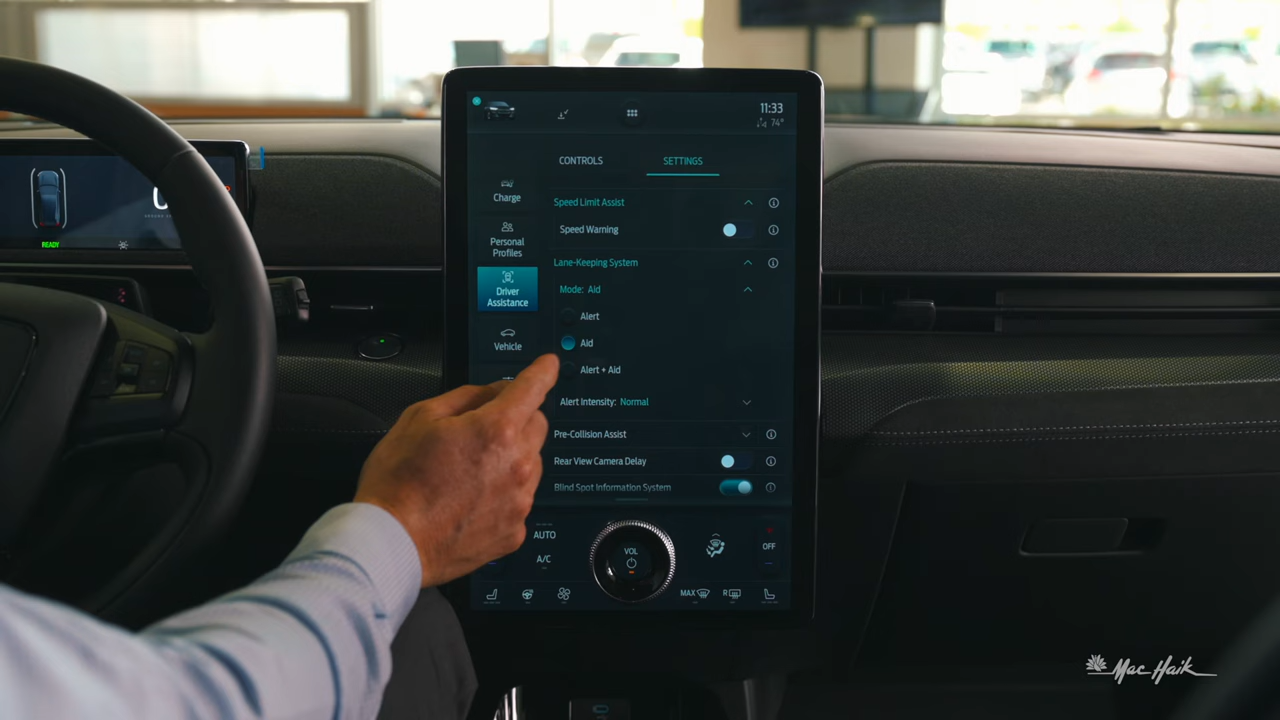 11:33
74°
CONTROLS
SETTINGS
Charge
Personal
Profiles
Driver
Assistance
Vehicle
Speed Limit Assist
Speed Warning
Lane-Keeping System
Mode: Aid
Alert
Aid
Alert + Aid
Alert Intensity: Normal
Pre-Collision Assist
Rear View Camera Delay
Blind Spot Information System
AUTO
A/C
VOL
OFF
MAX
R
READY
Mac Haik